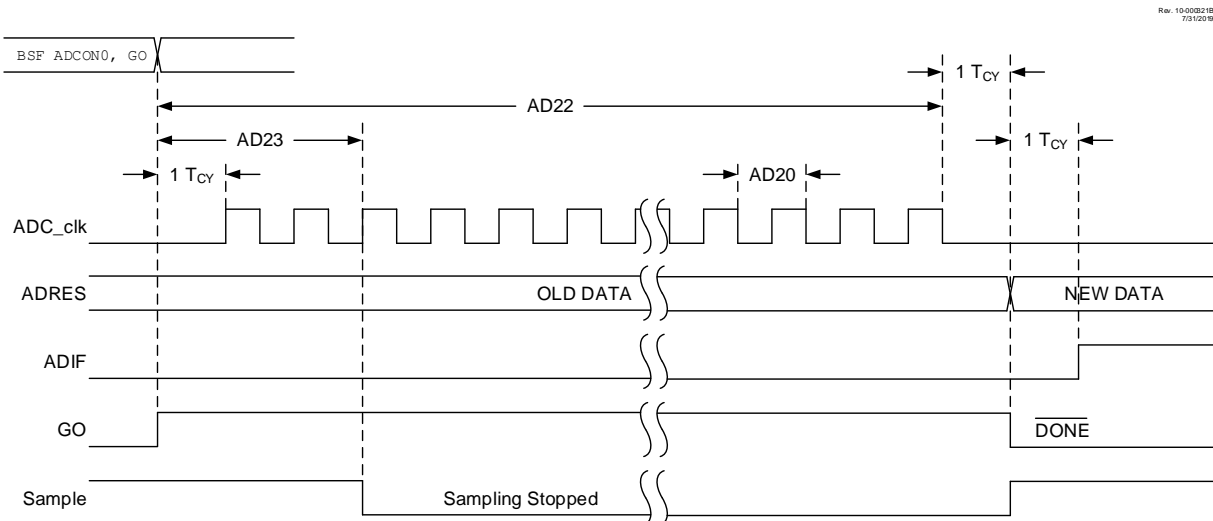 Rev. 10-000321B
7/31/2019
BSF ADCON0, GO
1 TCY
AD22
AD23
1 TCY
1 TCY
AD20
ADC_clk
ADRES
OLD DATA
NEW DATA
ADIF
GO
DONE
Sample
Sampling Stopped